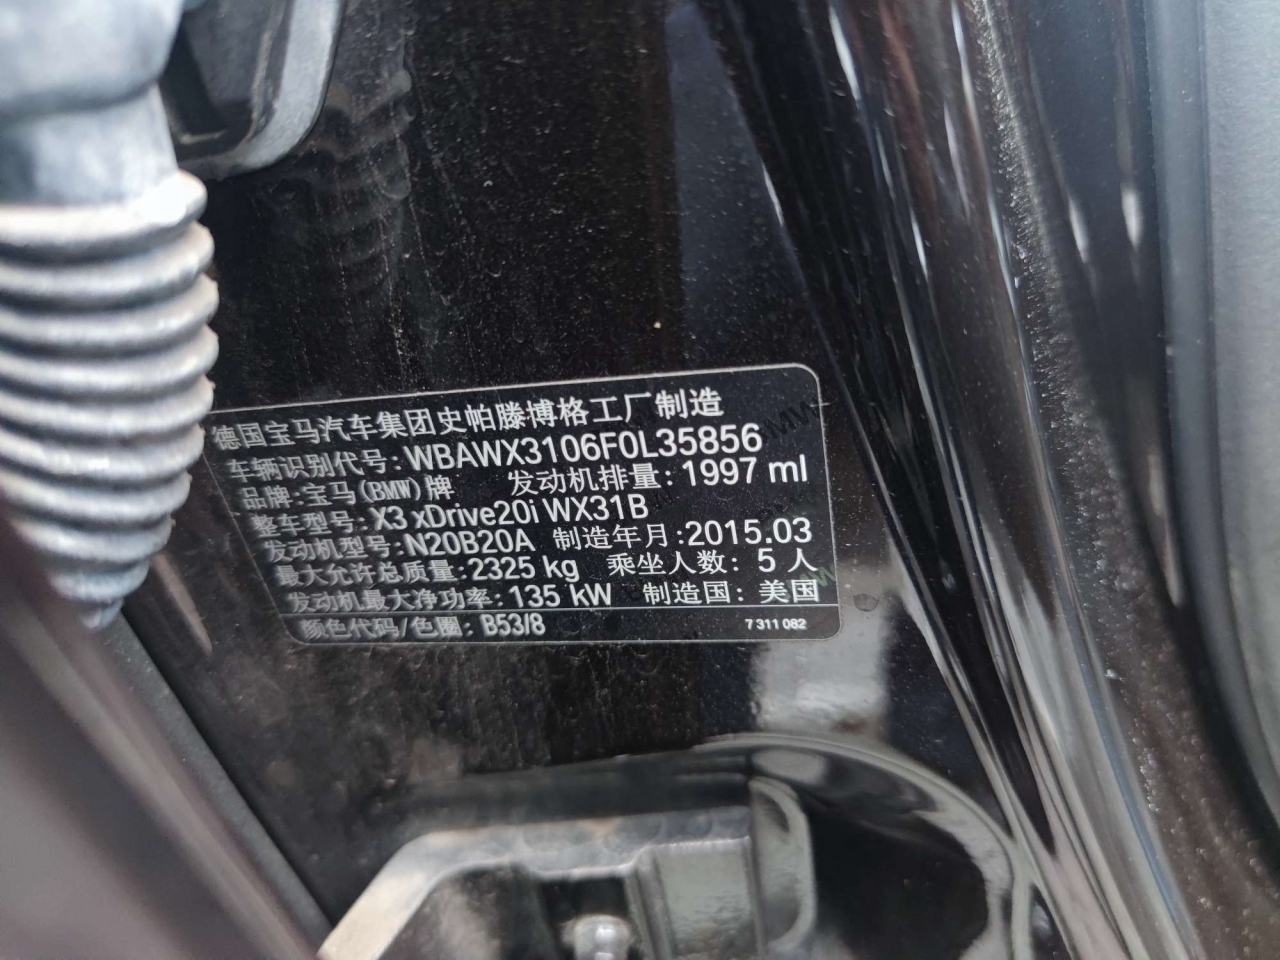 德国宝马汽车集团史帕滕博格工厂制造
车辆识别代号: WBAWX3106F0L35856
品牌: 宝马(BMW)牌 发动机排量: 1997 ml
整车型号: X3 xDrive20i WX31B
发动机型号: N20B20A 制造年月: 2015.03
最大允许总质量: 2325 kg 乘坐人数: 5 人
发动机最大净功率: 135 kW 制造国: 美国
颜色代码/色圈: B53/8 7 311 082